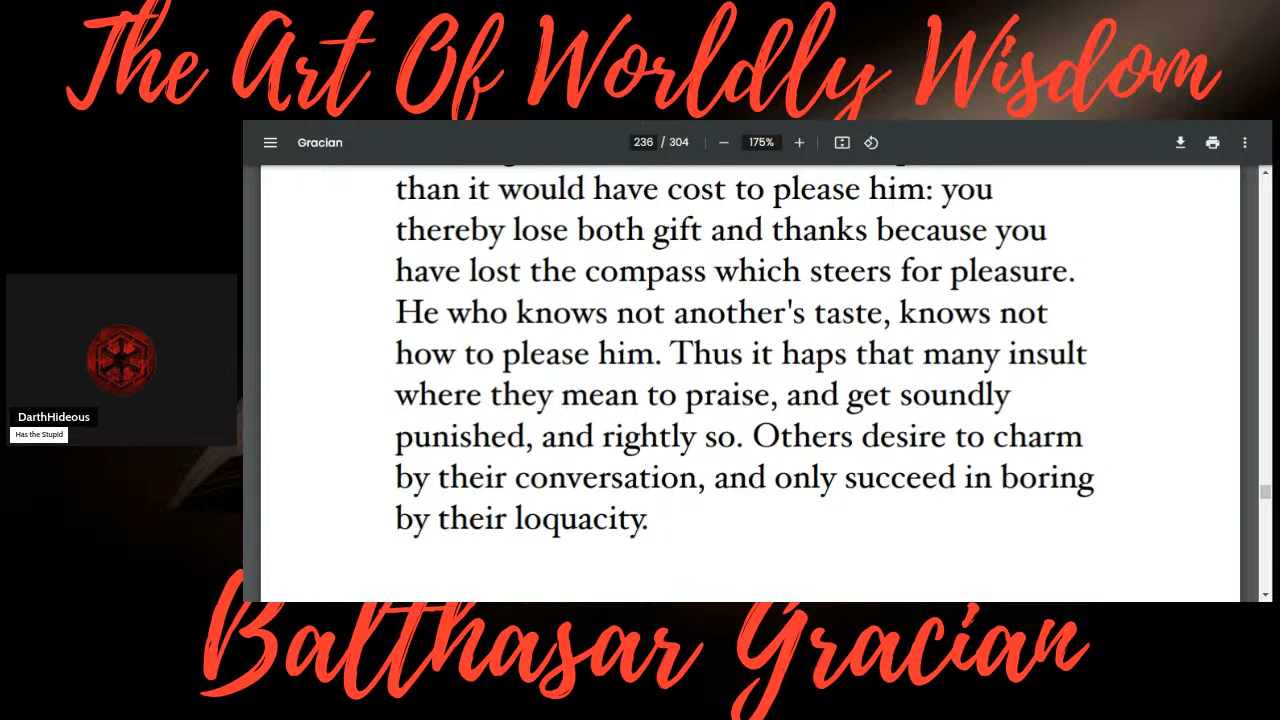 The Art Of Worldly Wisdom
Gracian
236 / 304
175%
than it would have cost to please him: you
thereby lose both gift and thanks because you
have lost the compass which steers for pleasure.
He who knows not another's taste, knows not
how to please him. Thus it haps that many insult
where they mean to praise, and get soundly
punished, and rightly so. Others desire to charm
by their conversation, and only succeed in boring
by their loquacity.
DarthHideous
Has the Stupid
Balthasar Gracian